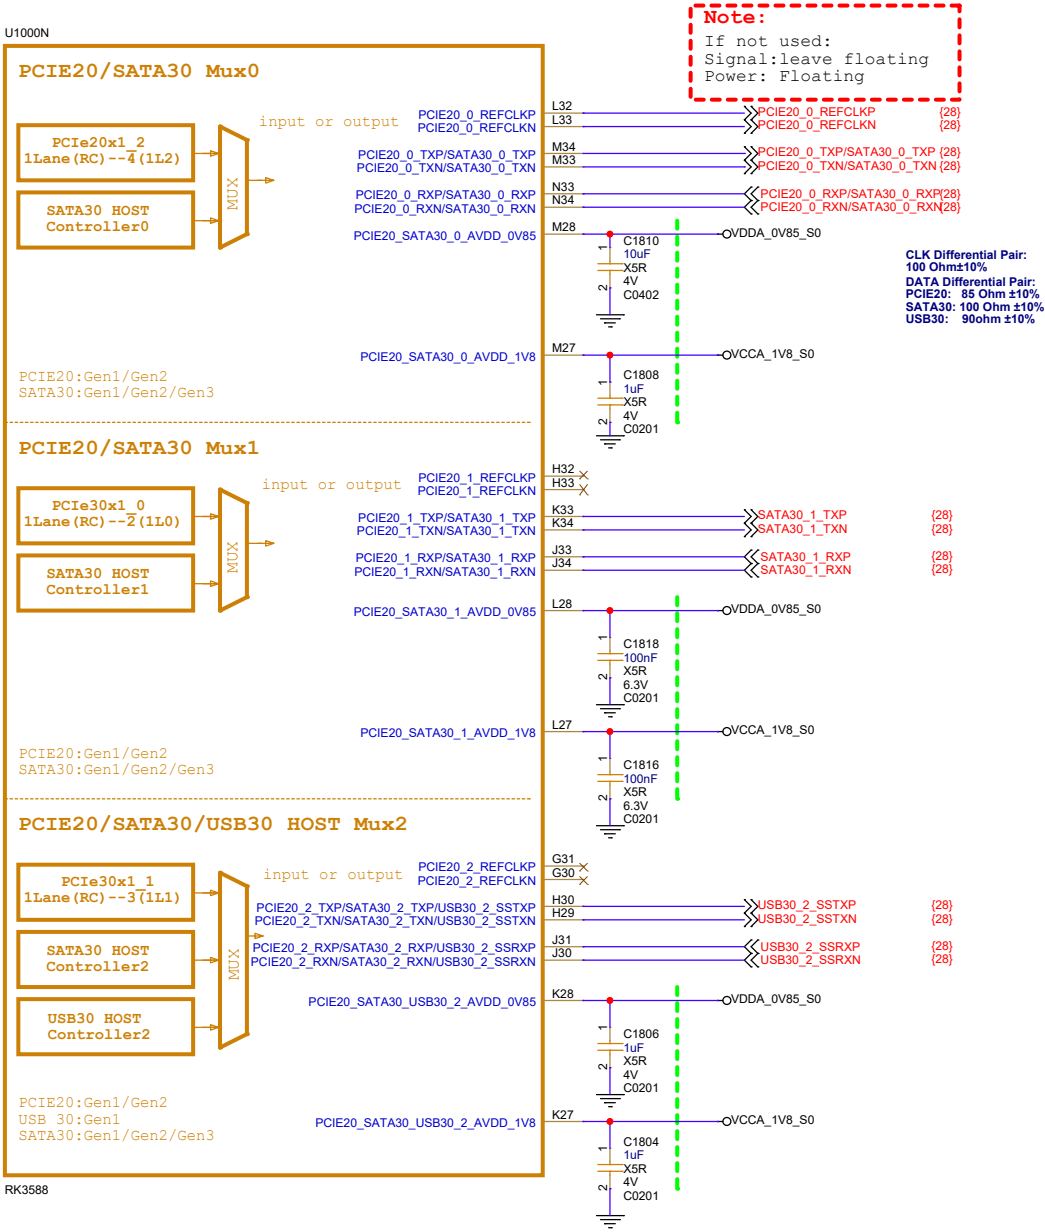 Note:
If not used:
Signal:leave floating
Power: Floating
U1000N
PCIE20/SATA30 Mux0
PCIe20x1_2
1Lane(RC)--4(1L2)
SATA30 HOST
Controller0
MUX
input or output
PCIE20_0_REFCLKP L32 PCIE20_0_REFCLKP {28}
PCIE20_0_REFCLKN L33 PCIE20_0_REFCLKN {28}
PCIE20_0_TXP/SATA30_0_TXP M34 PCIE20_0_TXP/SATA30_0_TXP {28}
PCIE20_0_TXN/SATA30_0_TXN M33 PCIE20_0_TXN/SATA30_0_TXN {28}
PCIE20_0_RXP/SATA30_0_RXP N33 PCIE20_0_RXP/SATA30_0_RXP{28}
PCIE20_0_RXN/SATA30_0_RXN N34 PCIE20_0_RXN/SATA30_0_RXN{28}
PCIE20_SATA30_0_AVDD_0V85 M28 VDDA_0V85_S0
1
2
C1810
10uF
X5R
4V
C0402
CLK Differential Pair:
100 Ohm±10%
DATA Differential Pair:
PCIE20: 85 Ohm ±10%
SATA30: 100 Ohm ±10%
USB30: 90ohm ±10%
PCIE20_SATA30_0_AVDD_1V8 M27 VCCA_1V8_S0
1
2
C1808
1uF
X5R
4V
C0201
PCIE20:Gen1/Gen2
SATA30:Gen1/Gen2/Gen3
PCIE20/SATA30 Mux1
PCIe30x1_0
1Lane(RC)--2(1L0)
SATA30 HOST
Controller1
MUX
input or output
PCIE20_1_REFCLKP H32
PCIE20_1_REFCLKN H33
PCIE20_1_TXP/SATA30_1_TXP K33 SATA30_1_TXP {28}
PCIE20_1_TXN/SATA30_1_TXN K34 SATA30_1_TXN {28}
PCIE20_1_RXP/SATA30_1_RXP J33 SATA30_1_RXP {28}
PCIE20_1_RXN/SATA30_1_RXN J34 SATA30_1_RXN {28}
PCIE20_SATA30_1_AVDD_0V85 L28 VDDA_0V85_S0
1
2
C1818
100nF
X5R
6.3V
C0201
PCIE20_SATA30_1_AVDD_1V8 L27 VCCA_1V8_S0
1
2
C1816
100nF
X5R
6.3V
C0201
PCIE20:Gen1/Gen2
SATA30:Gen1/Gen2/Gen3
PCIE20/SATA30/USB30 HOST Mux2
PCIe30x1_1
1Lane(RC)--3(1L1)
SATA30 HOST
Controller2
USB30 HOST
Controller2
MUX
input or output
PCIE20_2_REFCLKP G31
PCIE20_2_REFCLKN G30
PCIE20_2_TXP/SATA30_2_TXP/USB30_2_SSTXP H30 USB30_2_SSTXP {28}
PCIE20_2_TXN/SATA30_2_TXN/USB30_2_SSTXN H29 USB30_2_SSTXN {28}
PCIE20_2_RXP/SATA30_2_RXP/USB30_2_SSRXP J31 USB30_2_SSRXP {28}
PCIE20_2_RXN/SATA30_2_RXN/USB30_2_SSRXN J30 USB30_2_SSRXN {28}
PCIE20_SATA30_USB30_2_AVDD_0V85 K28 VDDA_0V85_S0
1
2
C1806
1uF
X5R
4V
C0201
PCIE20_SATA30_USB30_2_AVDD_1V8 K27 VCCA_1V8_S0
1
2
C1804
1uF
X5R
4V
C0201
PCIE20:Gen1/Gen2
USB 30:Gen1
SATA30:Gen1/Gen2/Gen3
RK3588